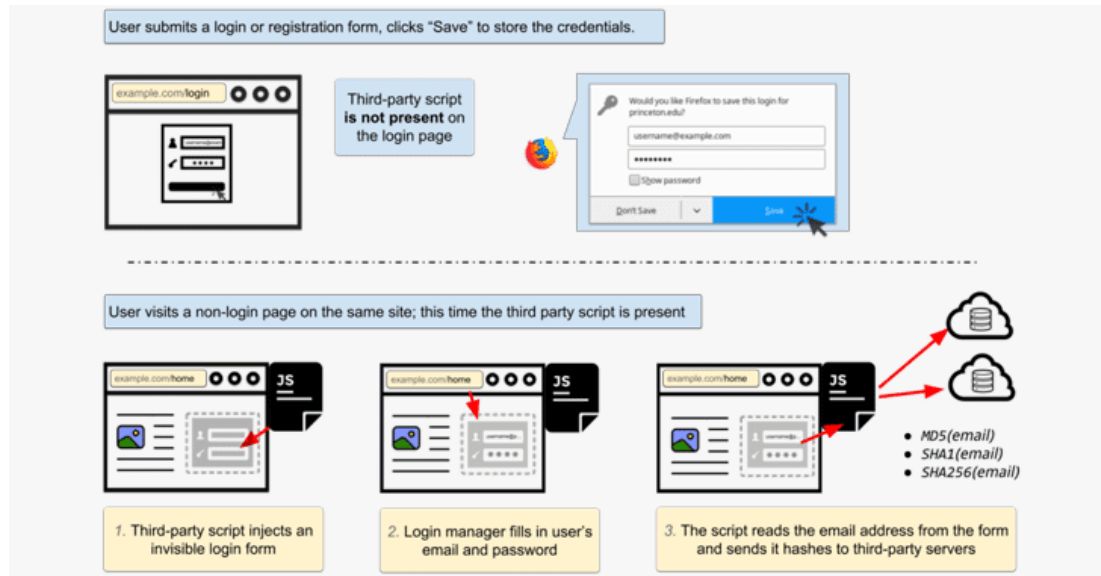 User submits a login or registration form, clicks “Save” to store the credentials.
example.com/login
Third-party script
is not present on
the login page
Would you like Firefox to save this login for
princeton.edu?
username@example.com
Show password
Don't Save
Save
User visits a non-login page on the same site; this time the third party script is present
example.com/home
JS
example.com/home
JS
example.com/home
JS
• MD5(email)
• SHA1(email)
• SHA256(email)
1. Third-party script injects an
invisible login form
2. Login manager fills in user's
email and password
3. The script reads the email address from the form
and sends it hashes to third-party servers